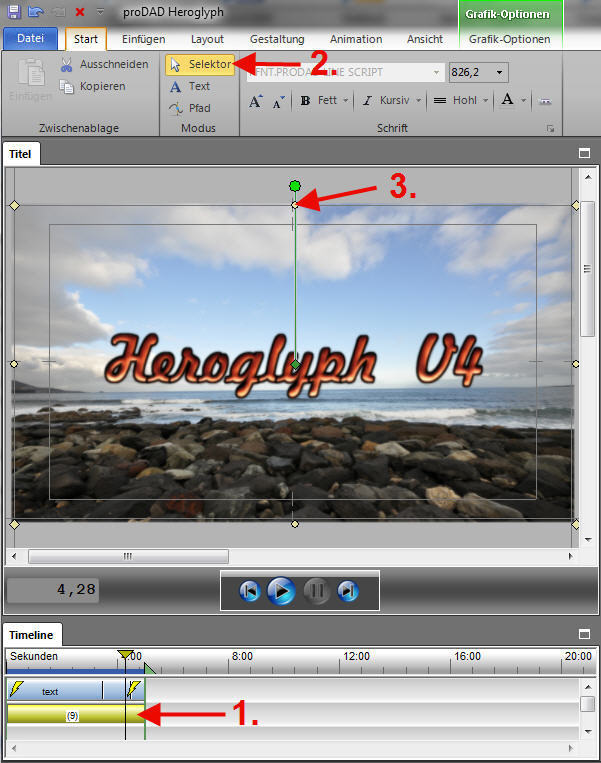 proDAD Heroglyph
Grafik-Optionen
Datei Start Einfügen Layout Gestaltung Animation Ansicht Grafik-Optionen
Ausschneiden
Kopieren
Einfügen
Zwischenablage
Selektor
Text
Pfad
Modus
2.
826,2
A A B Fett I Kursiv Hohl A
Schrift
Titel
3.
Heroglyph V4
4,28
Timeline
Sekunden 8:00 12:00 16:00 20:00
text
(9)
1.